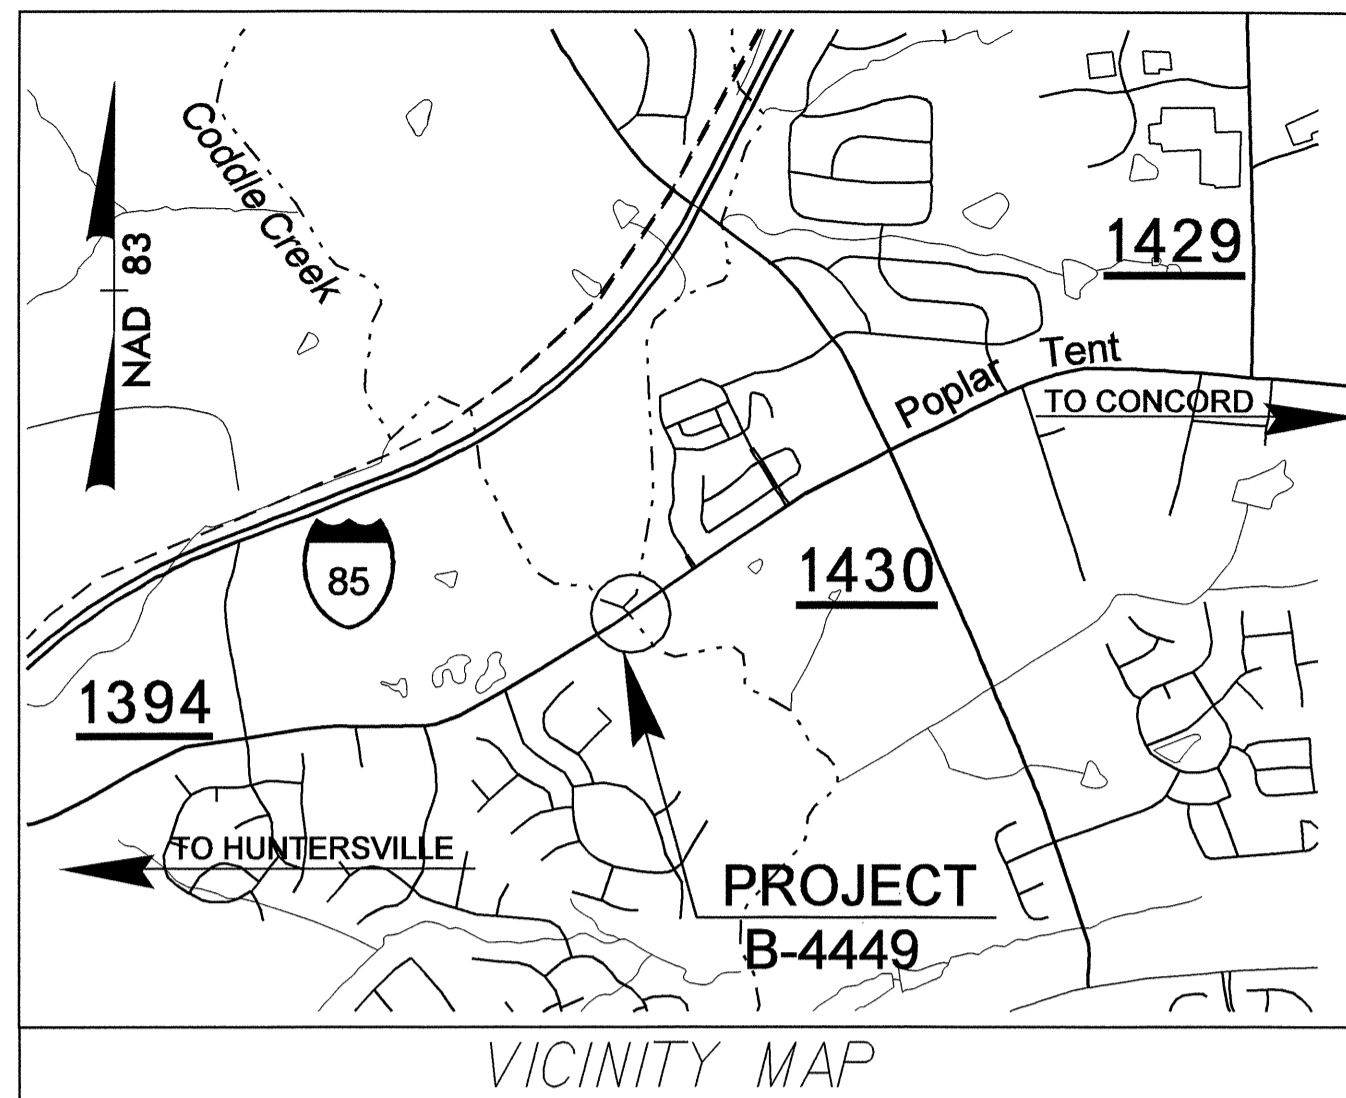 Coddle Creek
NAD 83
1429
Poplar Tent
TO CONCORD
85
1430
1394
TO HUNTERSVILLE
PROJECT
B-4449
VICINITY MAP